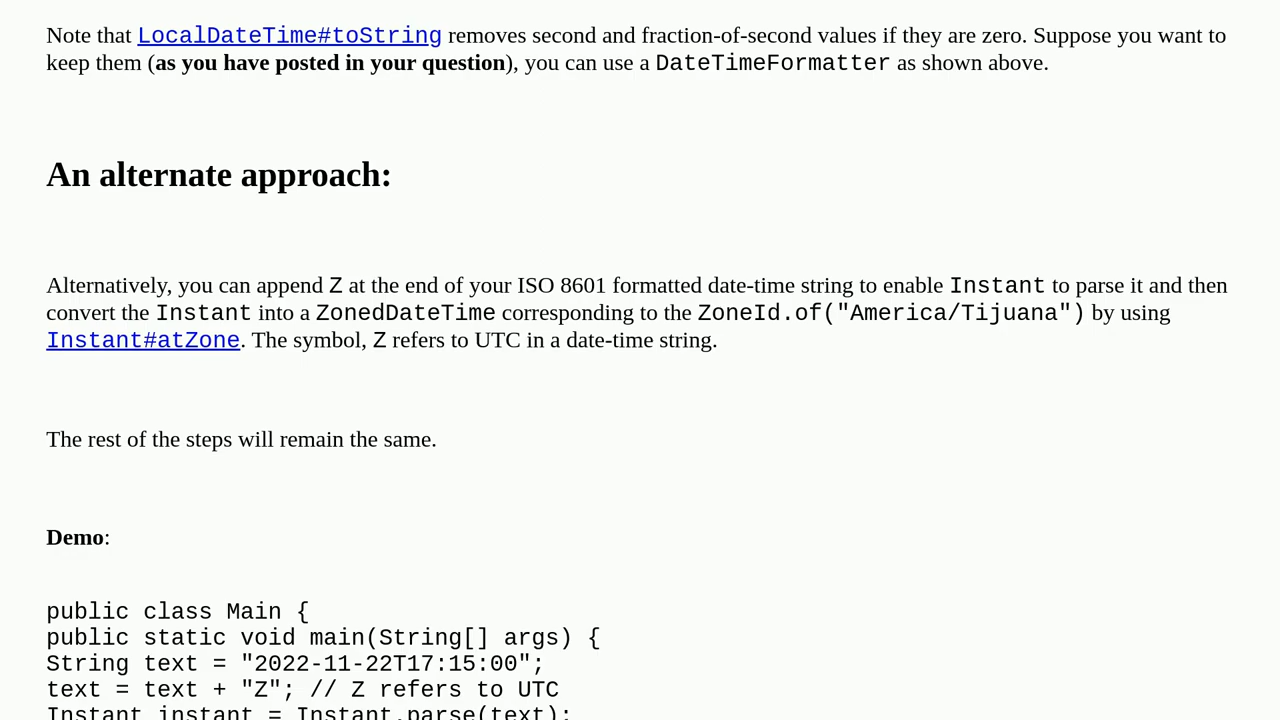 Note that LocalDateTime#toString removes second and fraction-of-second values if they are zero. Suppose you want to
keep them (as you have posted in your question), you can use a DateTimeFormatter as shown above.
An alternate approach:
Alternatively, you can append Z at the end of your ISO 8601 formatted date-time string to enable Instant to parse it and then
convert the Instant into a ZonedDateTime corresponding to the ZoneId.of("America/Tijuana") by using
Instant#atZone. The symbol, Z refers to UTC in a date-time string.
The rest of the steps will remain the same.
Demo:
public class Main {
public static void main(String[] args) {
String text = "2022-11-22T17:15:00";
text = text + "Z"; // Z refers to UTC
Instant instant = Instant.parse(text);